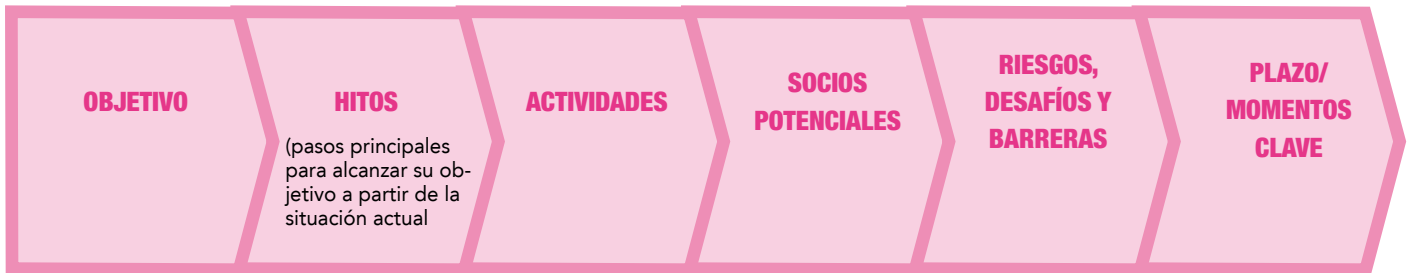 OBJETIVO
HITOS
(pasos principales
para alcanzar su ob-
jetivo a partir de la
situación actual
ACTIVIDADES
SOCIOS
POTENCIALES
RIESGOS,
DESAFÍOS Y
BARRERAS
PLAZO/
MOMENTOS
CLAVE